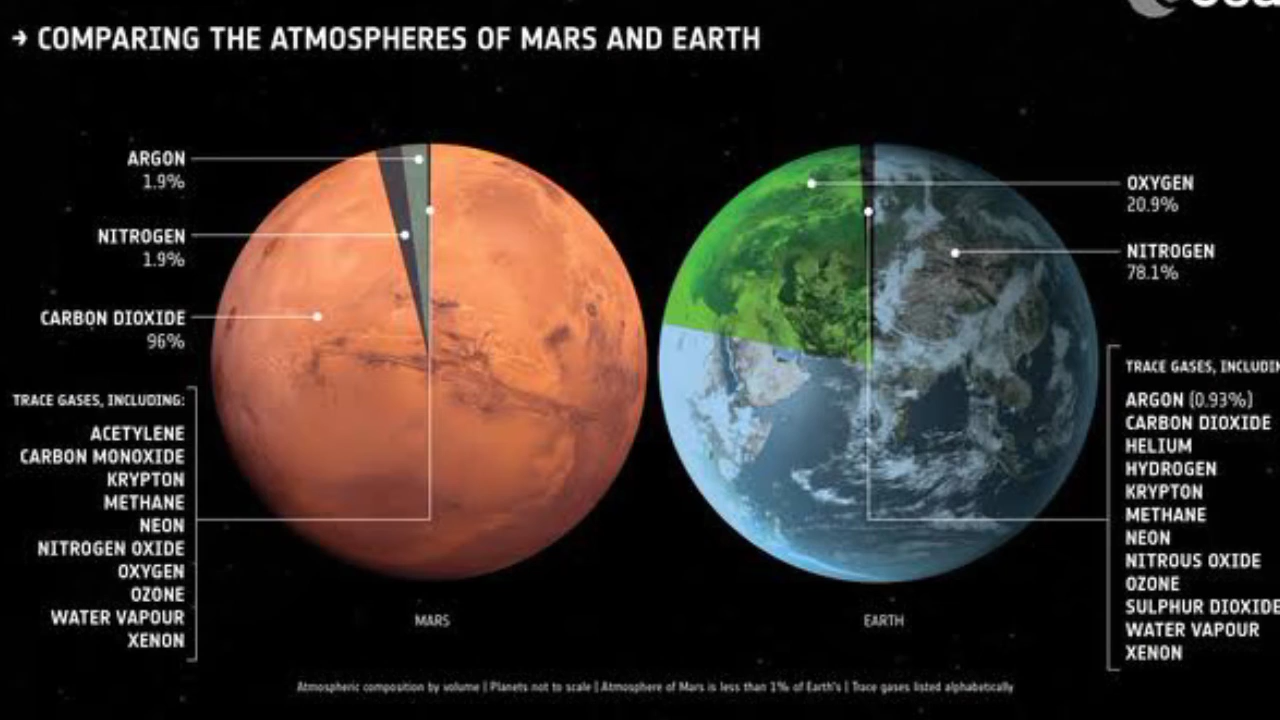 → COMPARING THE ATMOSPHERES OF MARS AND EARTH
ARGON
1.9%
NITROGEN
1.9%
CARBON DIOXIDE
96%
TRACE GASES, INCLUDING:
ACETYLENE
CARBON MONOXIDE
KRYPTON
METHANE
NEON
NITROGEN OXIDE
OXYGEN
OZONE
WATER VAPOUR
XENON
MARS
OXYGEN
20.9%
NITROGEN
78.1%
TRACE GASES,
ARGON (0.93%)
CARBON DIOXIDE
HELIUM
HYDROGEN
KRYPTON
METHANE
NEON
NITROUS OXIDE
OZONE
SULPHUR DIOXIDE
WATER VAPOUR
XENON
EARTH
Atmospheric composition by volume | Planets not to scale | Atmosphere of Mars is less than 1% of Earth's | Trace gases listed alphabetically